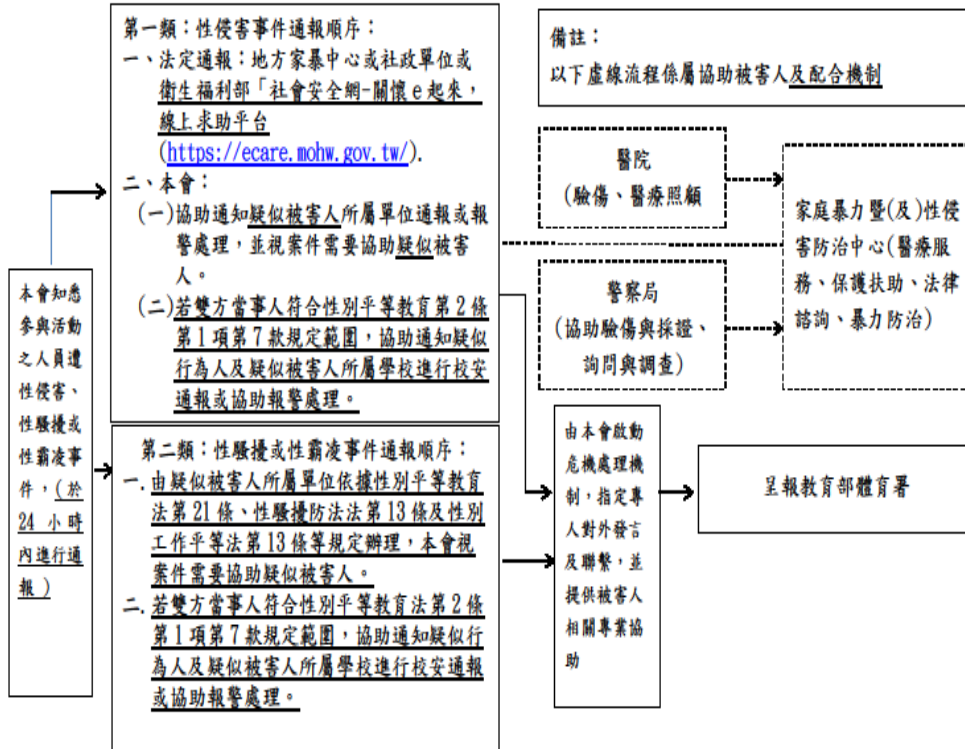 本會知悉
參與活動
之人員遭
性侵害、
性騷擾或
性霸凌事
件，(於
24 小時
內進行通
報)
第一類：性侵害事件通報順序：
一、法定通報：地方家暴中心或社政單位或
衛生福利部「社會安全網-關懷 e 起來，
線上求助平台
(https://ecare.mohw.gov.tw/).
二、本會：
(一)協助通知疑似被害人所屬單位通報或報
警處理，並視案件需要協助疑似被害
人。
(二)若雙方當事人符合性別平等教育第 2 條
第 1 項第 7 款規定範圍，協助通知疑似
行為人及疑似被害人所屬學校進行校安
通報或協助報警處理。
第二類：性騷擾或性霸凌事件通報順序：
一. 由疑似被害人所屬單位依據性別平等教育
法第 21 條、性騷擾防法法第 13 條及性別
工作平等法第 13 條等規定辦理，本會視
案件需要協助疑似被害人。
二. 若雙方當事人符合性別平等教育法第 2 條
第 1 項第 7 款規定範圍，協助通知疑似行
為人及疑似被害人所屬學校進行校安通報
或協助報警處理。
備註：
以下虛線流程係屬協助被害人及配合機制
醫院
(驗傷、醫療照顧
警察局
(協助驗傷與採證、
詢問與調查)
家庭暴力暨(及)性侵
害防治中心(醫療服
務、保護扶助、法律
諮詢、暴力防治)
由本會啟動
危機處理機
制，指定專
人對外發言
及聯繫，並
提供被害人
相關專業協
助
呈報教育部體育署